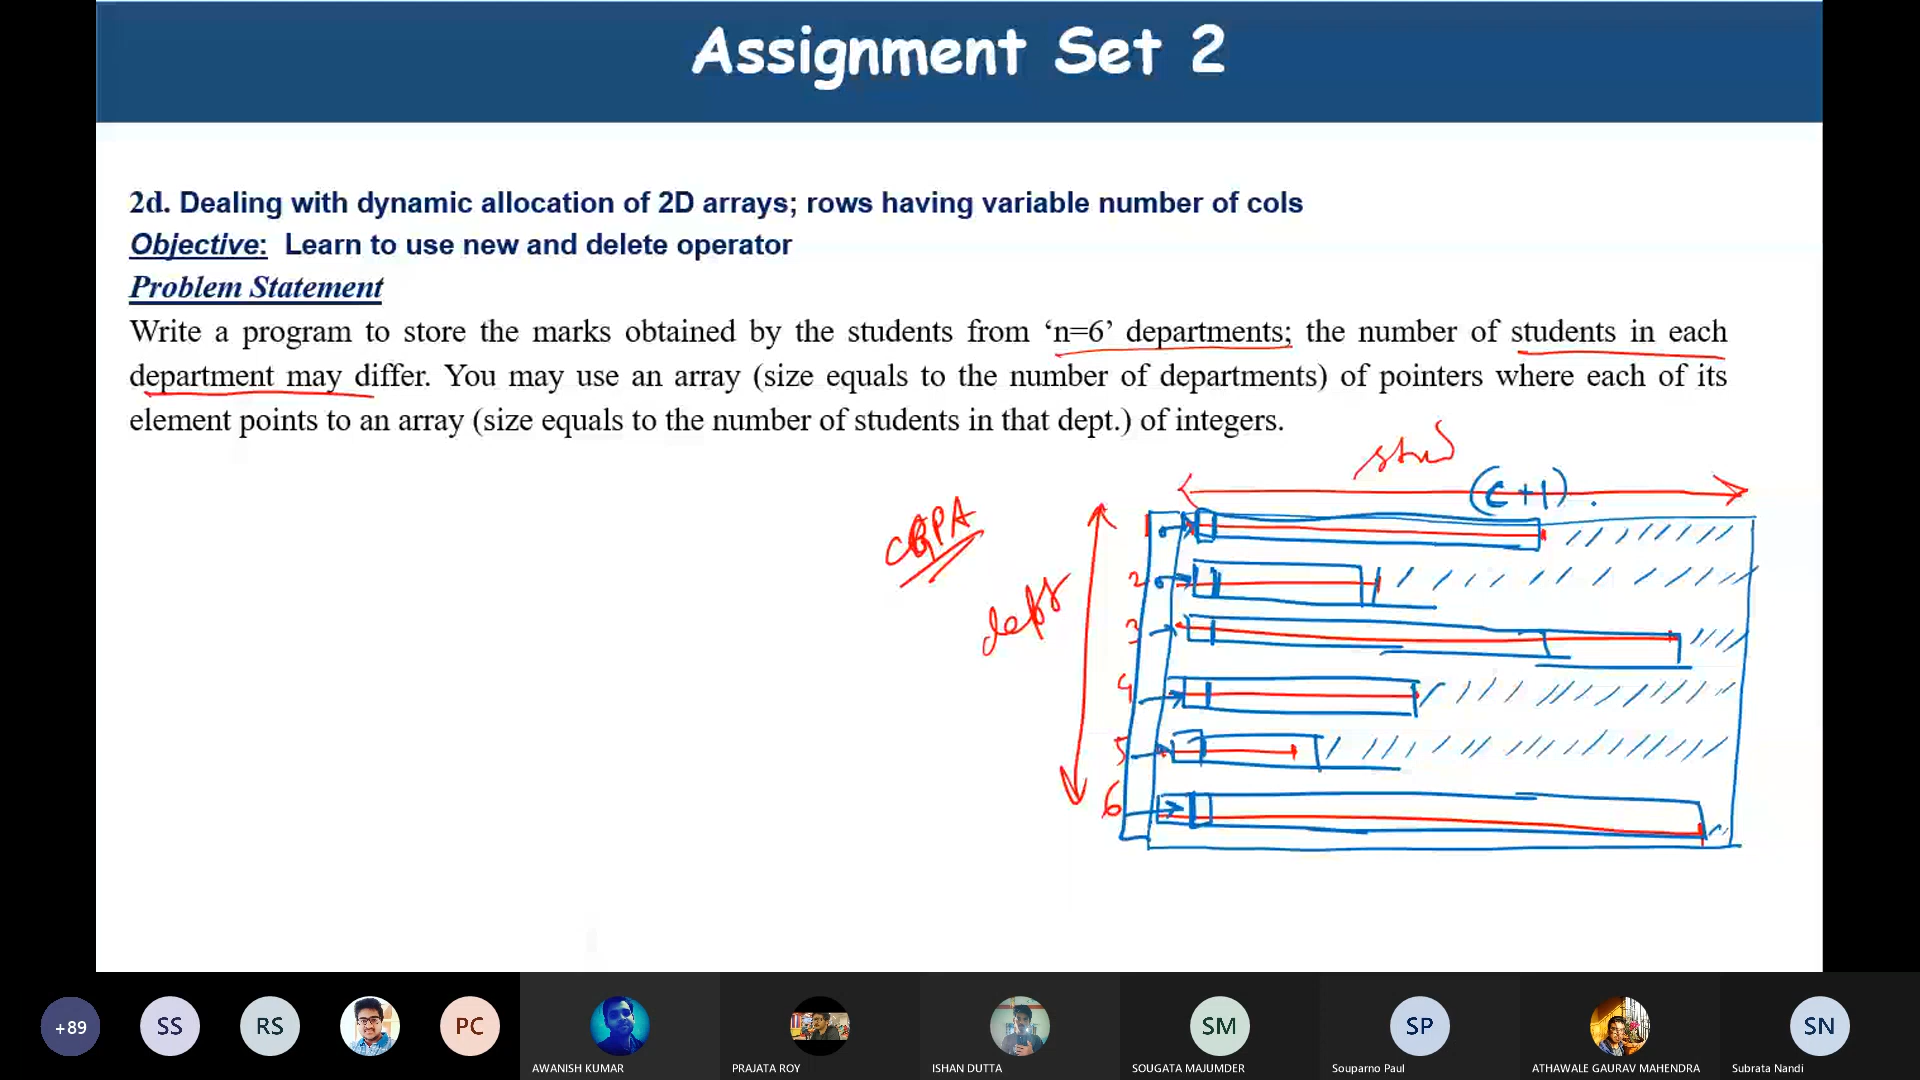 Assignment Set 2
2d. Dealing with dynamic allocation of 2D arrays; rows having variable number of cols
Objective: Learn to use new and delete operator
Problem Statement
Write a program to store the marks obtained by the students from ‘n=6’ departments; the number of students in each
department may differ. You may use an array (size equals to the number of departments) of pointers where each of its
element points to an array (size equals to the number of students in that dept.) of integers.
stud
(c+1).
CGPA
dept
1
2
3
4
5
6
+89
SS
RS
PC
SM
SP
SN
AWANISH KUMAR
PRAJATA ROY
ISHAN DUTTA
SOUGATA MAJUMDER
Souparno Paul
ATHAWALE GAURAV MAHENDRA
Subrata Nandi